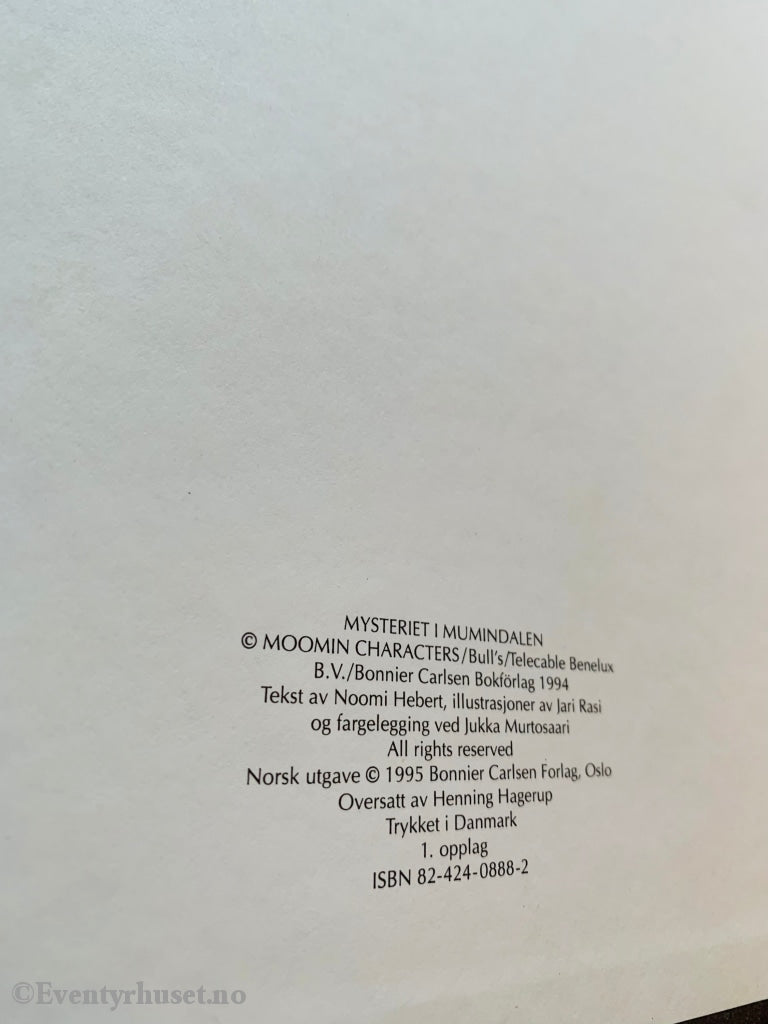 MYSTERIET I MUMINDALEN
© MOOMIN CHARACTERS/Bull's/Telecable Benelux
B.V./Bonnier Carlsen Bokförlag 1994
Tekst av Noomi Hebert, illustrasjoner av Jari Rasi
og fargelegging ved Jukka Murtosaari
All rights reserved
Norsk utgave © 1995 Bonnier Carlsen Forlag, Oslo
Oversatt av Henning Hagerup
Trykket i Danmark
1. opplag
ISBN 82-424-0888-2
©Eventyrhuset.no